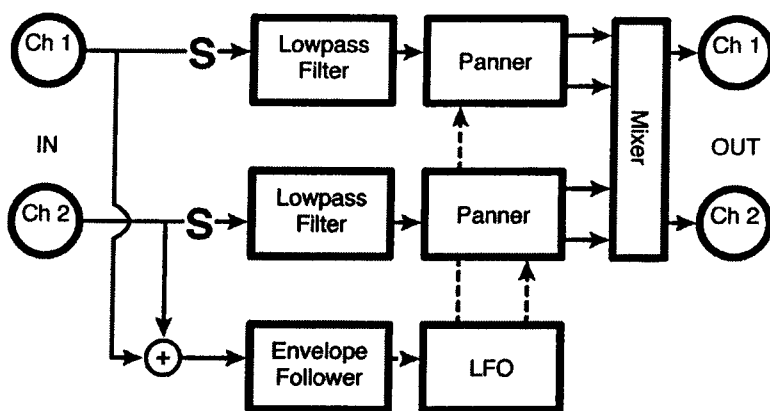 Ch 1
S
Lowpass
Filter
Panner
Mixer
Ch 1
IN
OUT
Ch 2
S
Lowpass
Filter
Panner
Ch 2
+
Envelope
Follower
LFO